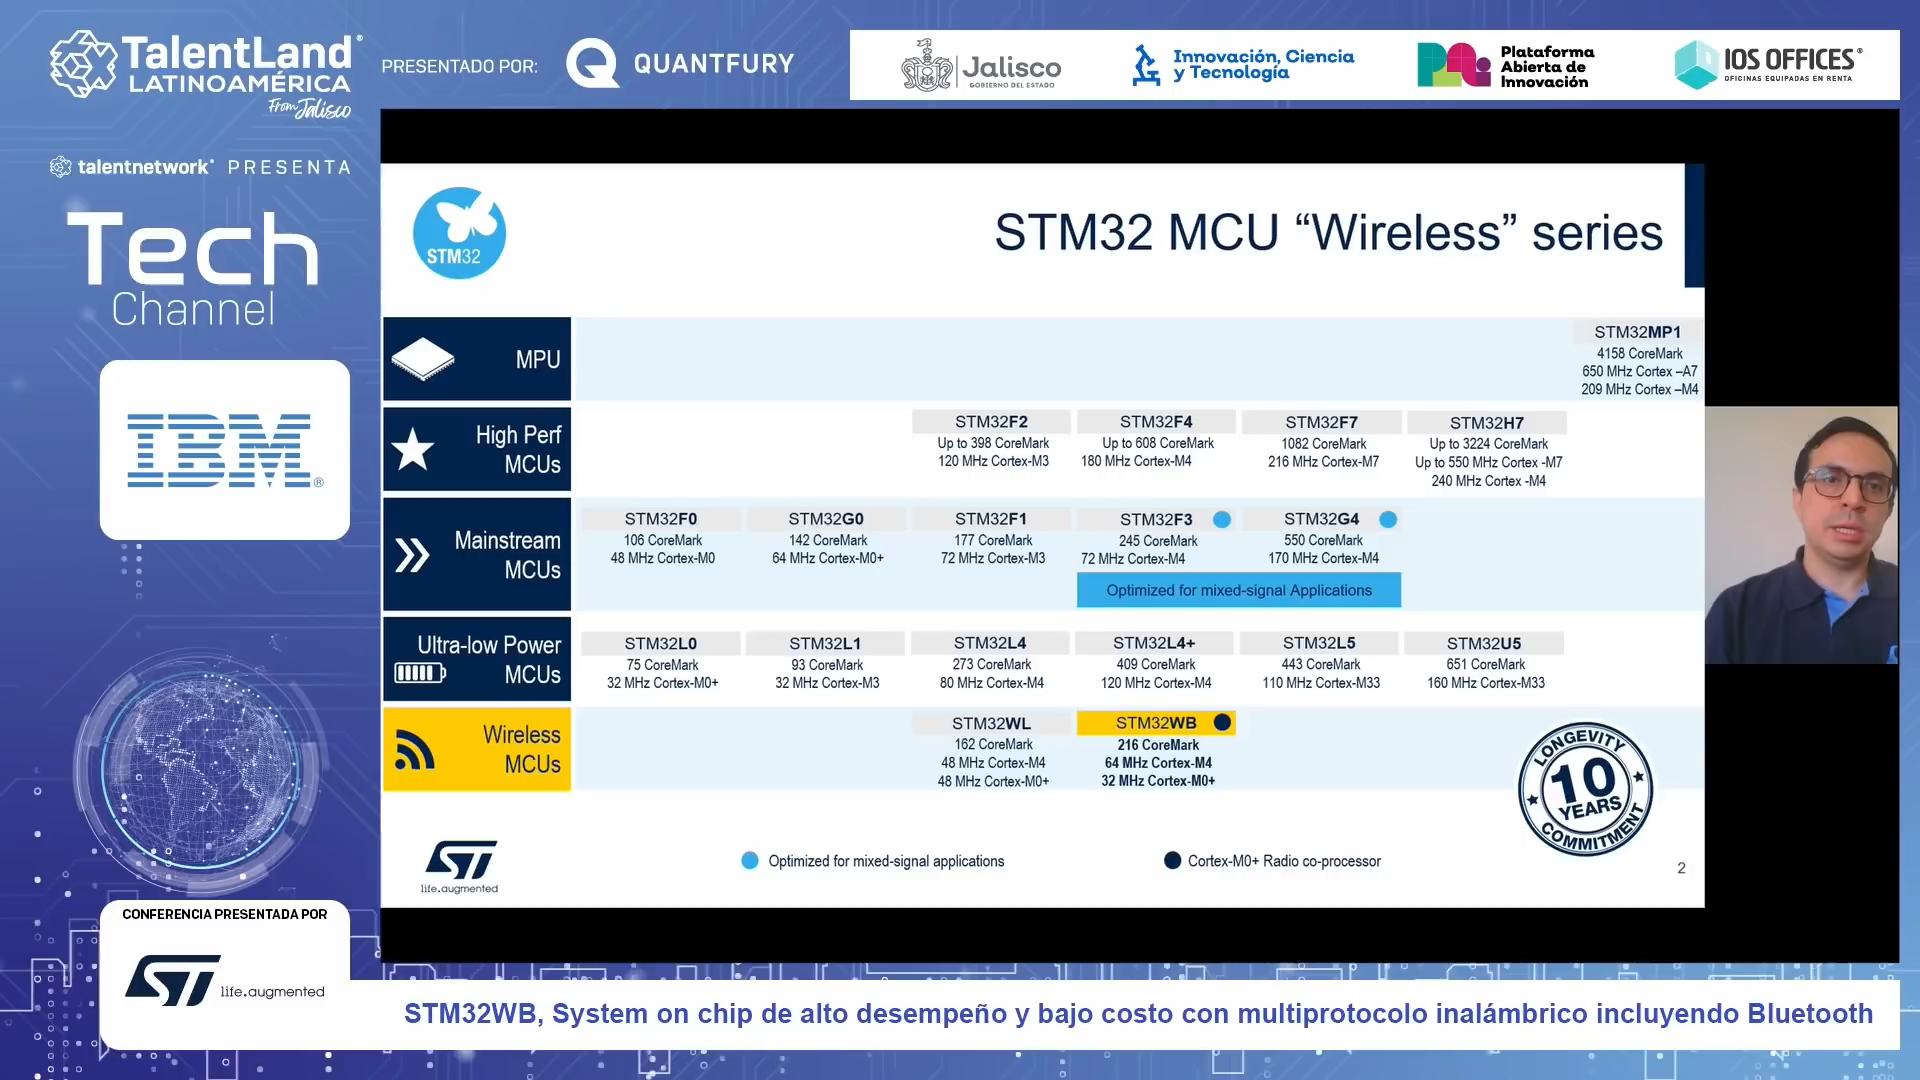 TalentLand®
LATINOAMÉRICA
From Jalisco
PRESENTADO POR:
QUANTFURY
Jalisco
GOBIERNO DEL ESTADO
Innovación, Ciencia
y Tecnología
Plataforma
Abierta de
Innovación
IOS OFFICES®
OFICINAS EQUIPADAS EN RENTA
talentnetwork® PRESENTA
Tech
Channel
IBM®
CONFERENCIA PRESENTADA POR
ST life.augmented
STM32
STM32 MCU “Wireless” series
MPU
STM32MP1
4158 CoreMark
650 MHz Cortex –A7
209 MHz Cortex –M4
High Perf
MCUs
STM32F2
Up to 398 CoreMark
120 MHz Cortex-M3
STM32F4
Up to 608 CoreMark
180 MHz Cortex-M4
STM32F7
1082 CoreMark
216 MHz Cortex-M7
STM32H7
Up to 3224 CoreMark
Up to 550 MHz Cortex -M7
240 MHz Cortex -M4
Mainstream
MCUs
STM32F0
106 CoreMark
48 MHz Cortex-M0
STM32G0
142 CoreMark
64 MHz Cortex-M0+
STM32F1
177 CoreMark
72 MHz Cortex-M3
STM32F3
245 CoreMark
72 MHz Cortex-M4
STM32G4
550 CoreMark
170 MHz Cortex-M4
Optimized for mixed-signal Applications
Ultra-low Power
MCUs
STM32L0
75 CoreMark
32 MHz Cortex-M0+
STM32L1
93 CoreMark
32 MHz Cortex-M3
STM32L4
273 CoreMark
80 MHz Cortex-M4
STM32L4+
409 CoreMark
120 MHz Cortex-M4
STM32L5
443 CoreMark
110 MHz Cortex-M33
STM32U5
651 CoreMark
160 MHz Cortex-M33
Wireless
MCUs
STM32WL
162 CoreMark
48 MHz Cortex-M4
48 MHz Cortex-M0+
STM32WB
216 CoreMark
64 MHz Cortex-M4
32 MHz Cortex-M0+
LONGEVITY
10
YEARS
COMMITMENT
ST
life.augmented
Optimized for mixed-signal applications
Cortex-M0+ Radio co-processor
2
STM32WB, System on chip de alto desempeño y bajo costo con multiprotocolo inalámbrico incluyendo Bluetooth